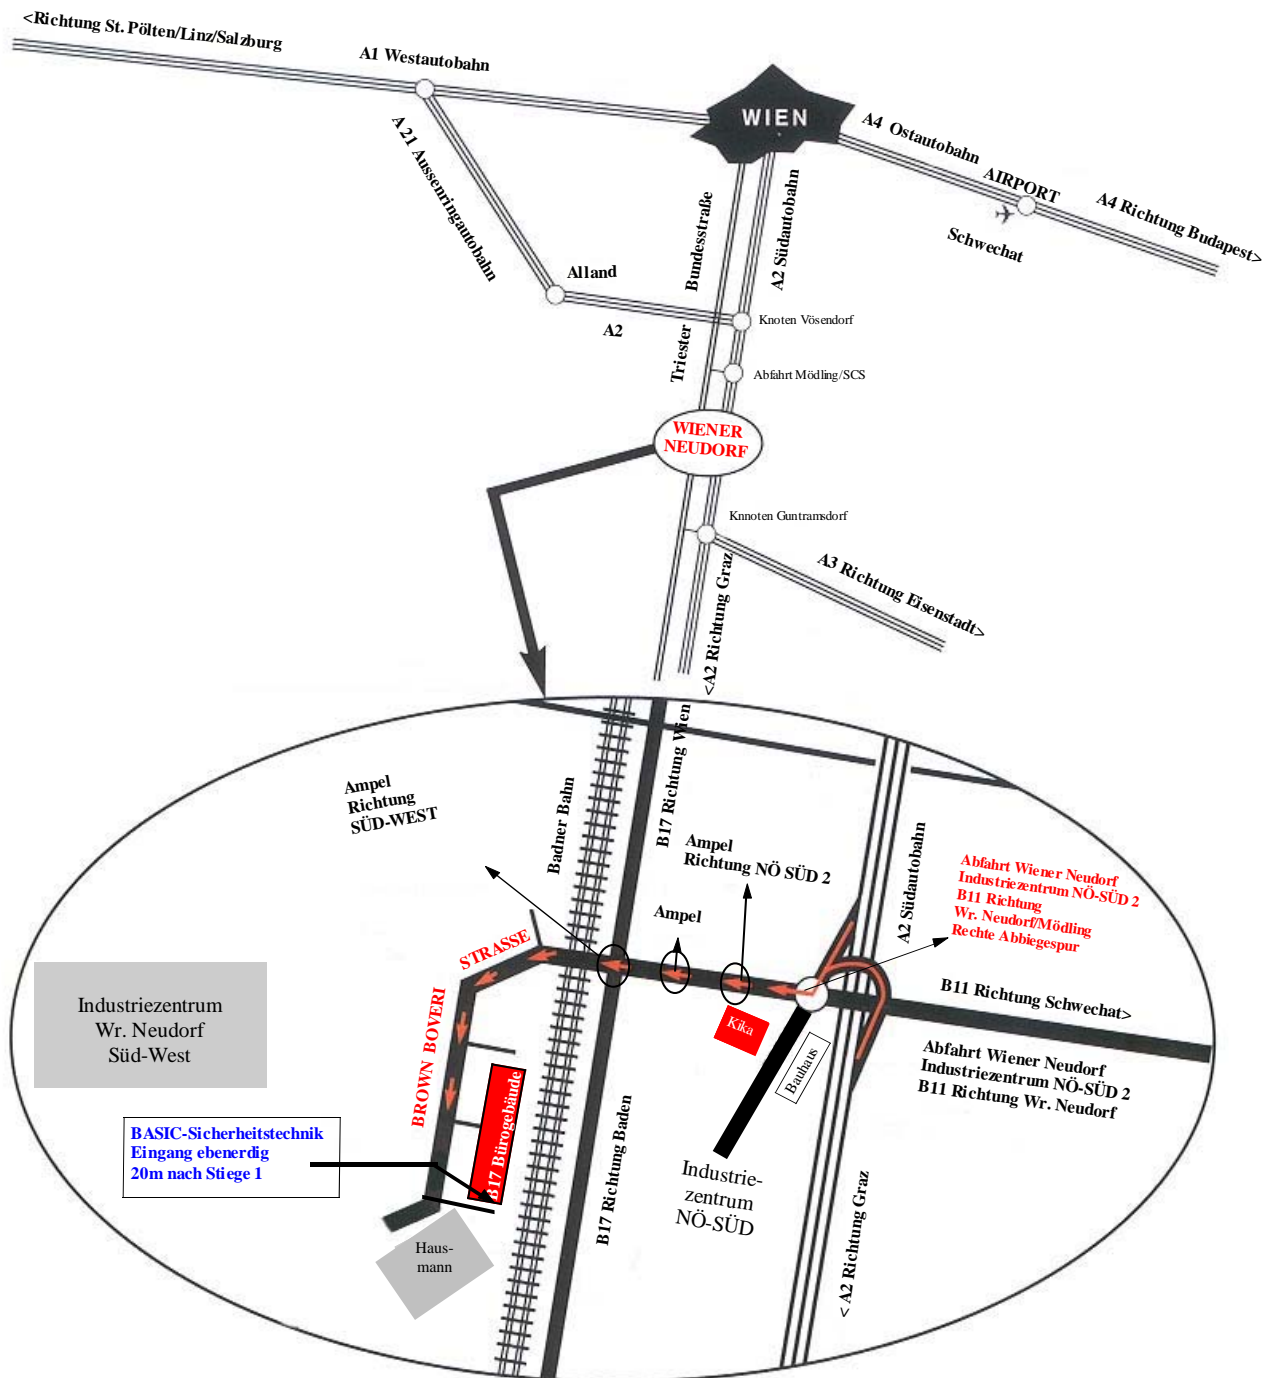 <Richtung St. Pölten/Linz/Salzburg
A1 Westautobahn
A 21 Aussenringautobahn
WIEN
A4 Ostautobahn
AIRPORT
Schwechat
A4 Richtung Budapest>
Alland
A2
Bundesstraße
Triester
A2 Südautobahn
Knoten Vösendorf
Abfahrt Mödling/SCS
WIENER
NEUDORF
Knnoten Guntramsdorf
A3 Richtung Eisenstadt>
<A2 Richtung Graz
Ampel
Richtung
SÜD-WEST
Badner Bahn
B17 Richtung Wien
Ampel
Richtung NÖ SÜD 2
Ampel
A2 Südautobahn
Abfahrt Wiener Neudorf
Industriezentrum NÖ-SÜD 2
B11 Richtung
Wr. Neudorf/Mödling
Rechte Abbiegespur
STRASSE
BROWN BOVERI
Industriezentrum
Wr. Neudorf
Süd-West
Kika
Bauhaus
B11 Richtung Schwechat>
Abfahrt Wiener Neudorf
Industriezentrum NÖ-SÜD 2
B11 Richtung Wr. Neudorf
B17 Bürogebäude
BASIC-Sicherheitstechnik
Eingang ebenerdig
20m nach Stiege 1
B17 Richtung Baden
Industrie-
zentrum
NÖ-SÜD
< A2 Richtung Graz
Haus-
mann